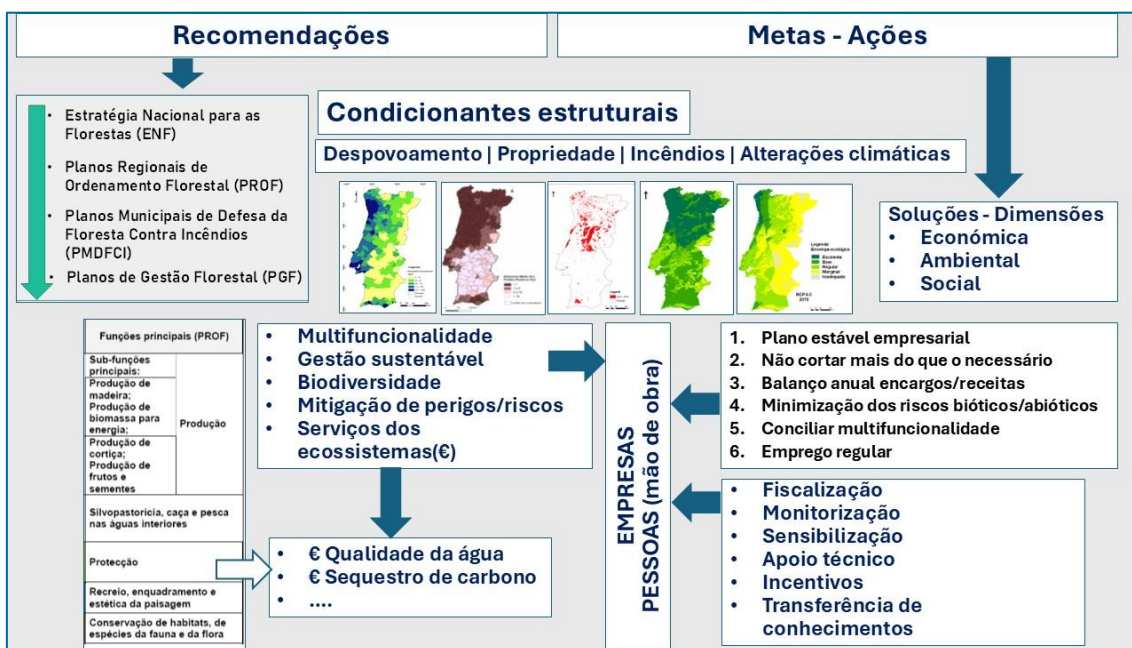 Recomendações
Metas - Ações
• Estratégia Nacional para as
Florestas (ENF)
• Planos Regionais de
Ordenamento Florestal (PROF)
• Planos Municipais de Defesa da
Floresta Contra Incêndios
(PMDFCI)
• Planos de Gestão Florestal (PGF)
Condicionantes estruturais
Despovoamento | Propriedade | Incêndios | Alterações climáticas
Soluções - Dimensões
• Económica
• Ambiental
• Social
Funções principais (PROF)
Sub-funções
principais:
Produção de
madeira;
Produção de
biomassa para
energia;
Produção de
cortiça;
Produção de
frutos e
sementes
Produção
Silvopastorícia, caça e pesca
nas águas interiores
Protecção
Recreio, enquadramento e
estética da paisagem
Conservação de habitats, de
espécies da fauna e da flora
• Multifuncionalidade
• Gestão sustentável
• Biodiversidade
• Mitigação de perigos/riscos
• Serviços dos
ecossistemas(€)
• € Qualidade da água
• € Sequestro de carbono
• ....
EMPRESAS
PESSOAS (mão de obra)
1. Plano estável empresarial
2. Não cortar mais do que o necessário
3. Balanço anual encargos/receitas
4. Minimização dos riscos bióticos/abióticos
5. Conciliar multifuncionalidade
6. Emprego regular
• Fiscalização
• Monitorização
• Sensibilização
• Apoio técnico
• Incentivos
• Transferência de
conhecimentos